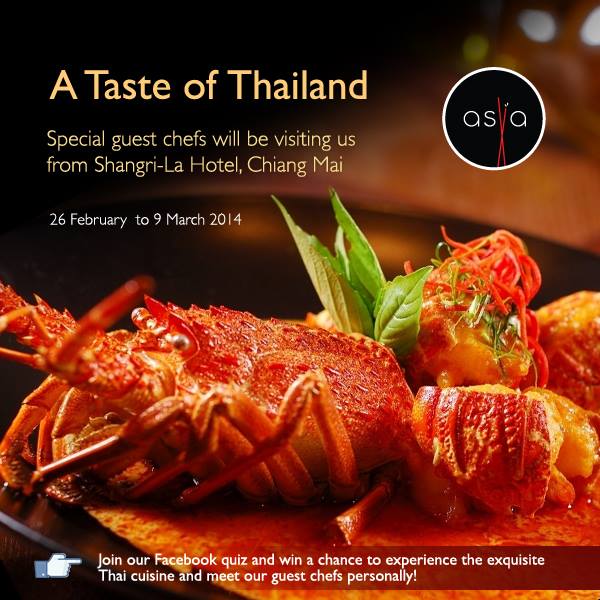 A Taste of Thailand
asia
Special guest chefs will be visiting us
from Shangri-La Hotel, Chiang Mai
26 February to 9 March 2014
Join our Facebook quiz and win a chance to experience the exquisite
Thai cuisine and meet our guest chefs personally!